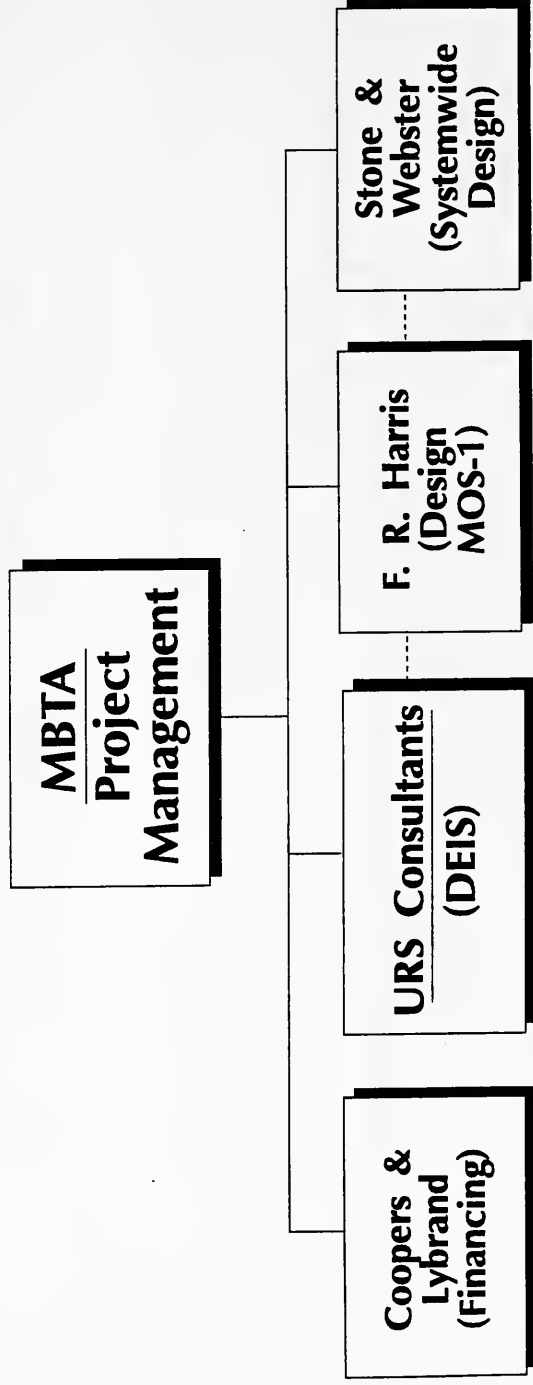 MBTA
Project
Management
Coopers &
Lybrand
(Financing)
URS Consultants
(DEIS)
F. R. Harris
(Design
MOS-1)
Stone &
Webster
(Systemwide
Design)